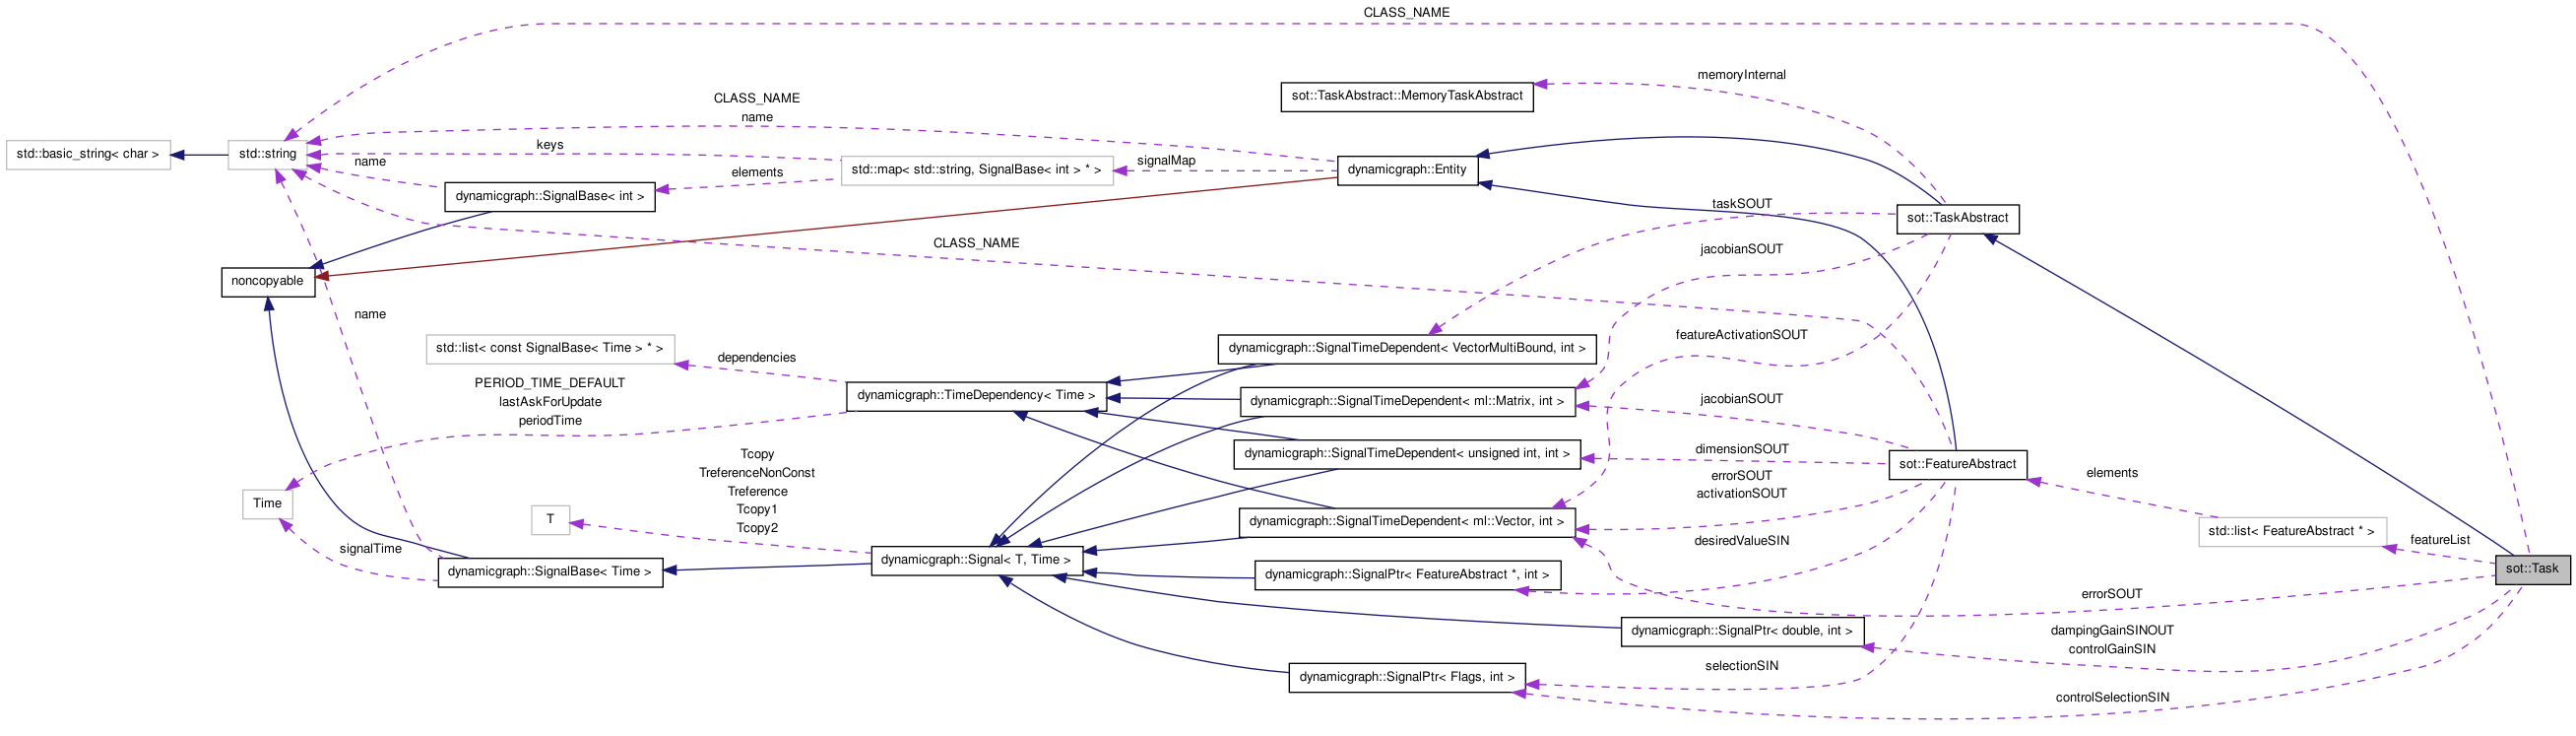 CLASS_NAME
memoryInternal
sot::TaskAbstract::MemoryTaskAbstract
CLASS_NAME
name
keys
std::basic_string< char >
std::string
name
signalMap
std::map< std::string, SignalBase< int > * >
elements
dynamicgraph::Entity
dynamicgraph::SignalBase< int >
taskSOUT
sot::TaskAbstract
CLASS_NAME
jacobianSOUT
noncopyable
name
featureActivationSOUT
std::list< const SignalBase< Time > * >
dependencies
dynamicgraph::SignalTimeDependent< VectorMultiBound, int >
PERIOD_TIME_DEFAULT
lastAskForUpdate
periodTime
dynamicgraph::TimeDependency< Time >
dynamicgraph::SignalTimeDependent< ml::Matrix, int >
jacobianSOUT
dynamicgraph::SignalTimeDependent< unsigned int, int >
dimensionSOUT
sot::FeatureAbstract
Tcopy
TreferenceNonConst
Treference
Tcopy1
Tcopy2
errorSOUT
activationSOUT
elements
Time
T
dynamicgraph::SignalTimeDependent< ml::Vector, int >
std::list< FeatureAbstract * >
featureList
signalTime
desiredValueSIN
dynamicgraph::SignalBase< Time >
dynamicgraph::Signal< T, Time >
dynamicgraph::SignalPtr< FeatureAbstract *, int >
sot::Task
errorSOUT
dynamicgraph::SignalPtr< double, int >
dampingGainSINOUT
controlGainSIN
selectionSIN
dynamicgraph::SignalPtr< Flags, int >
controlSelectionSIN